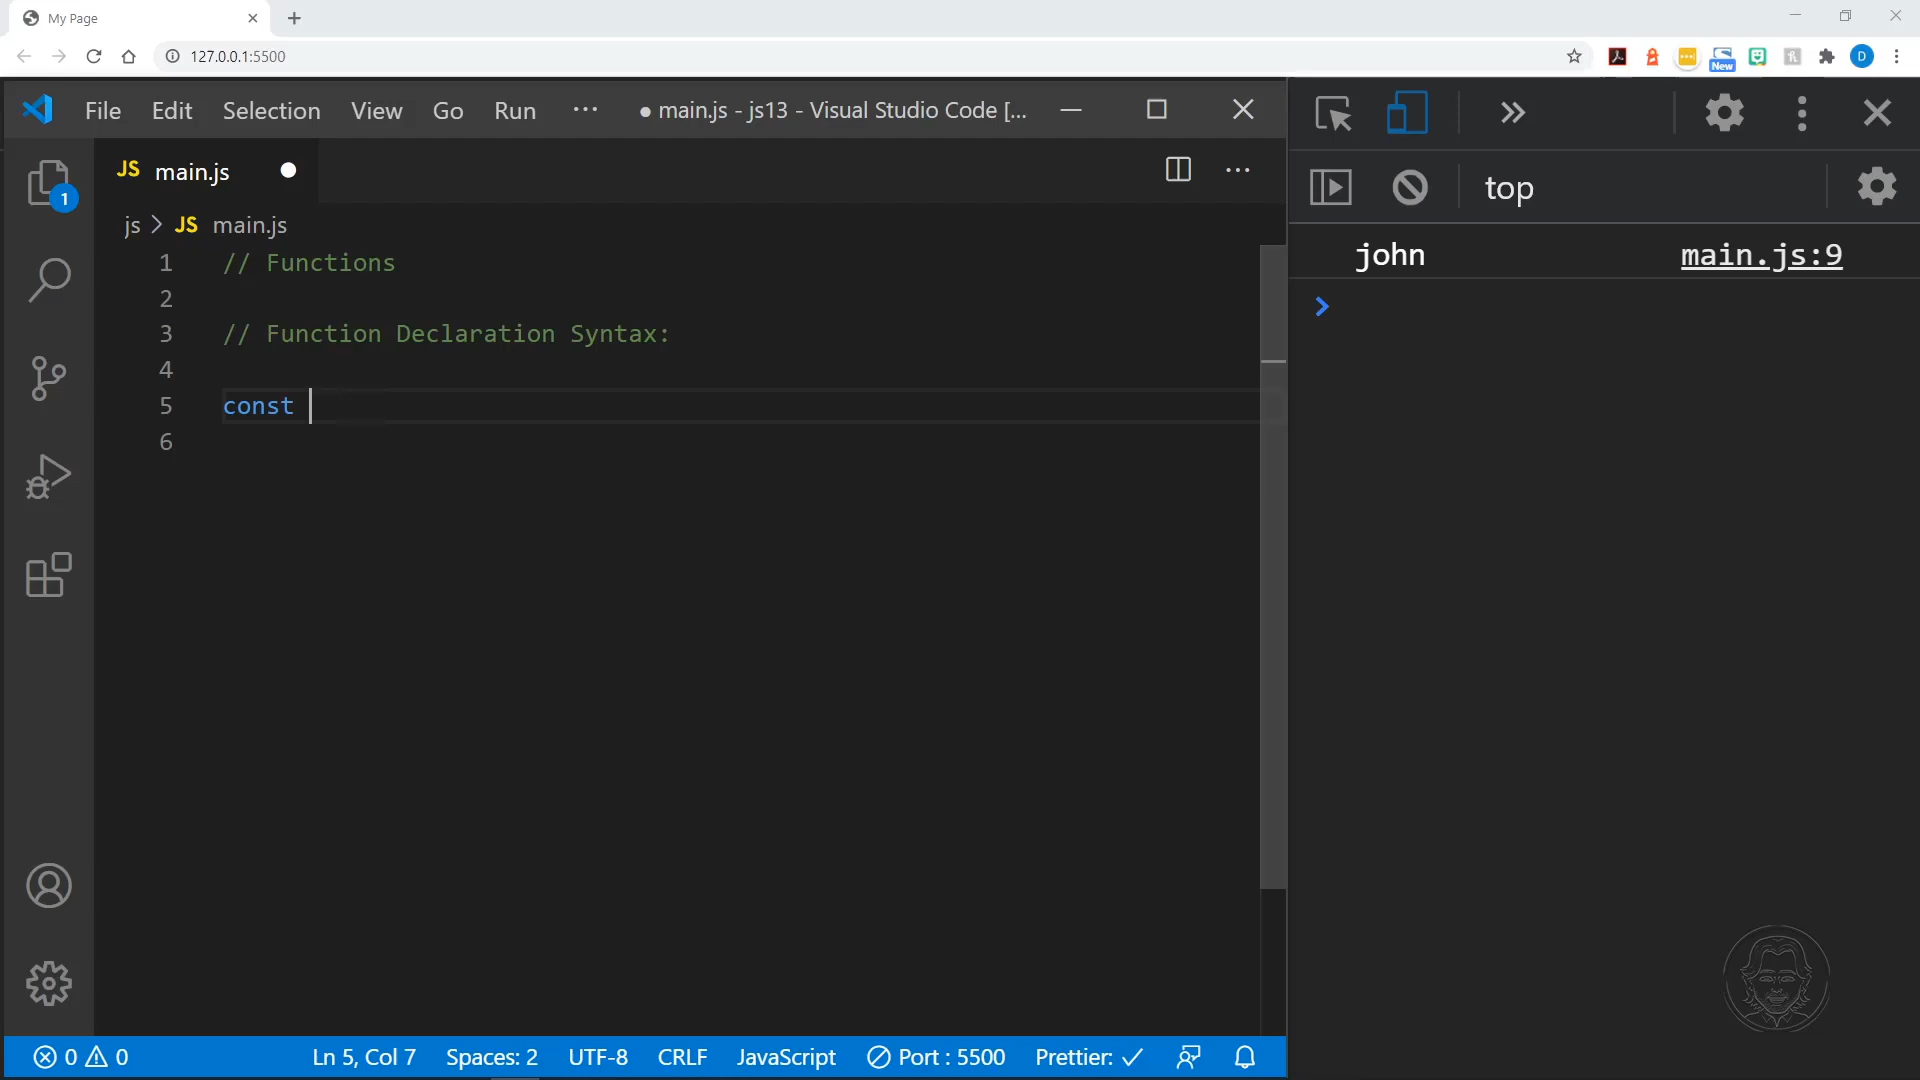 My Page
127.0.0.1:5500
New
D
File Edit Selection View Go Run ··· ● main.js - js13 - Visual Studio Code [...
JS main.js
1
js > JS main.js
1 // Functions
2
3 // Function Declaration Syntax:
4
5 const
6
0 0 Ln 5, Col 7 Spaces: 2 UTF-8 CRLF JavaScript Port : 5500 Prettier: ✓
top
john main.js:9